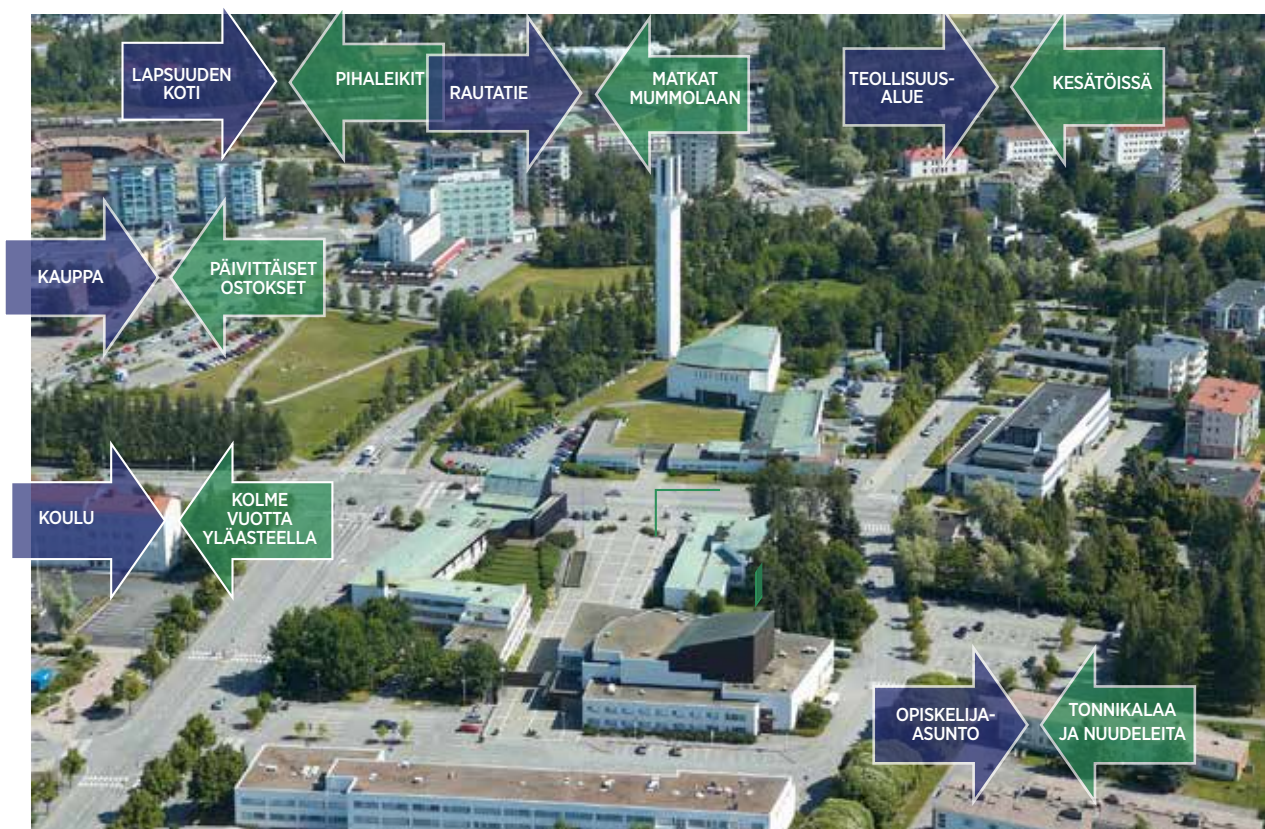 LAPSUUDEN
KOTI
PIHALEIKIT
RAUTATIE
MATKAT
MUMMOLAAN
TEOLLISUUS-
ALUE
KESÄTÖISSÄ
KAUPPA
PÄIVITTÄISET
OSTOKSET
KOULU
KOLME
VUOTTA
YLÄASTEELLA
OPISKELIJA-
ASUNTO
TONNIKALAA
JA NUUDELEITA